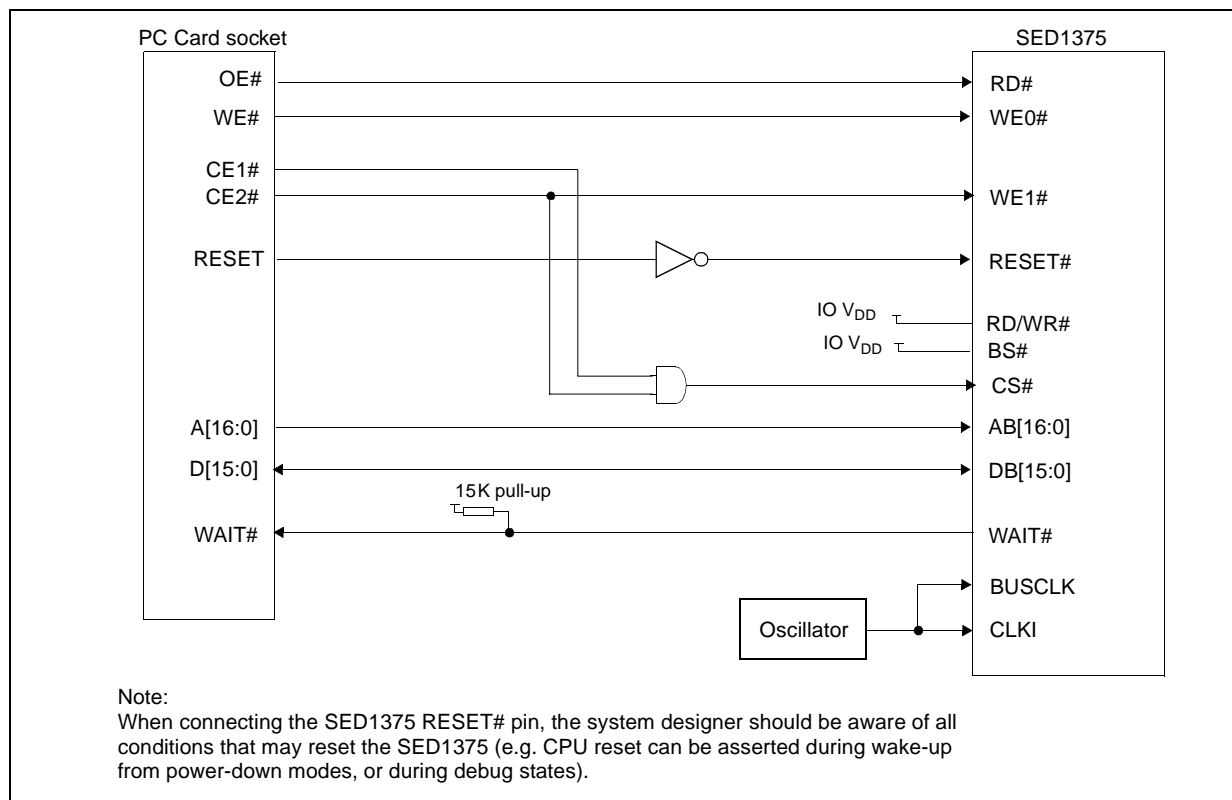 PC Card socket
SED1375
OE#
RD#
WE#
WE0#
CE1#
CE2#
WE1#
RESET
RESET#
IO VDD
RD/WR#
IO VDD
BS#
CS#
A[16:0]
AB[16:0]
D[15:0]
DB[15:0]
15K pull-up
WAIT#
WAIT#
BUSCLK
Oscillator
CLKI
Note:
When connecting the SED1375 RESET# pin, the system designer should be aware of all
conditions that may reset the SED1375 (e.g. CPU reset can be asserted during wake-up
from power-down modes, or during debug states).